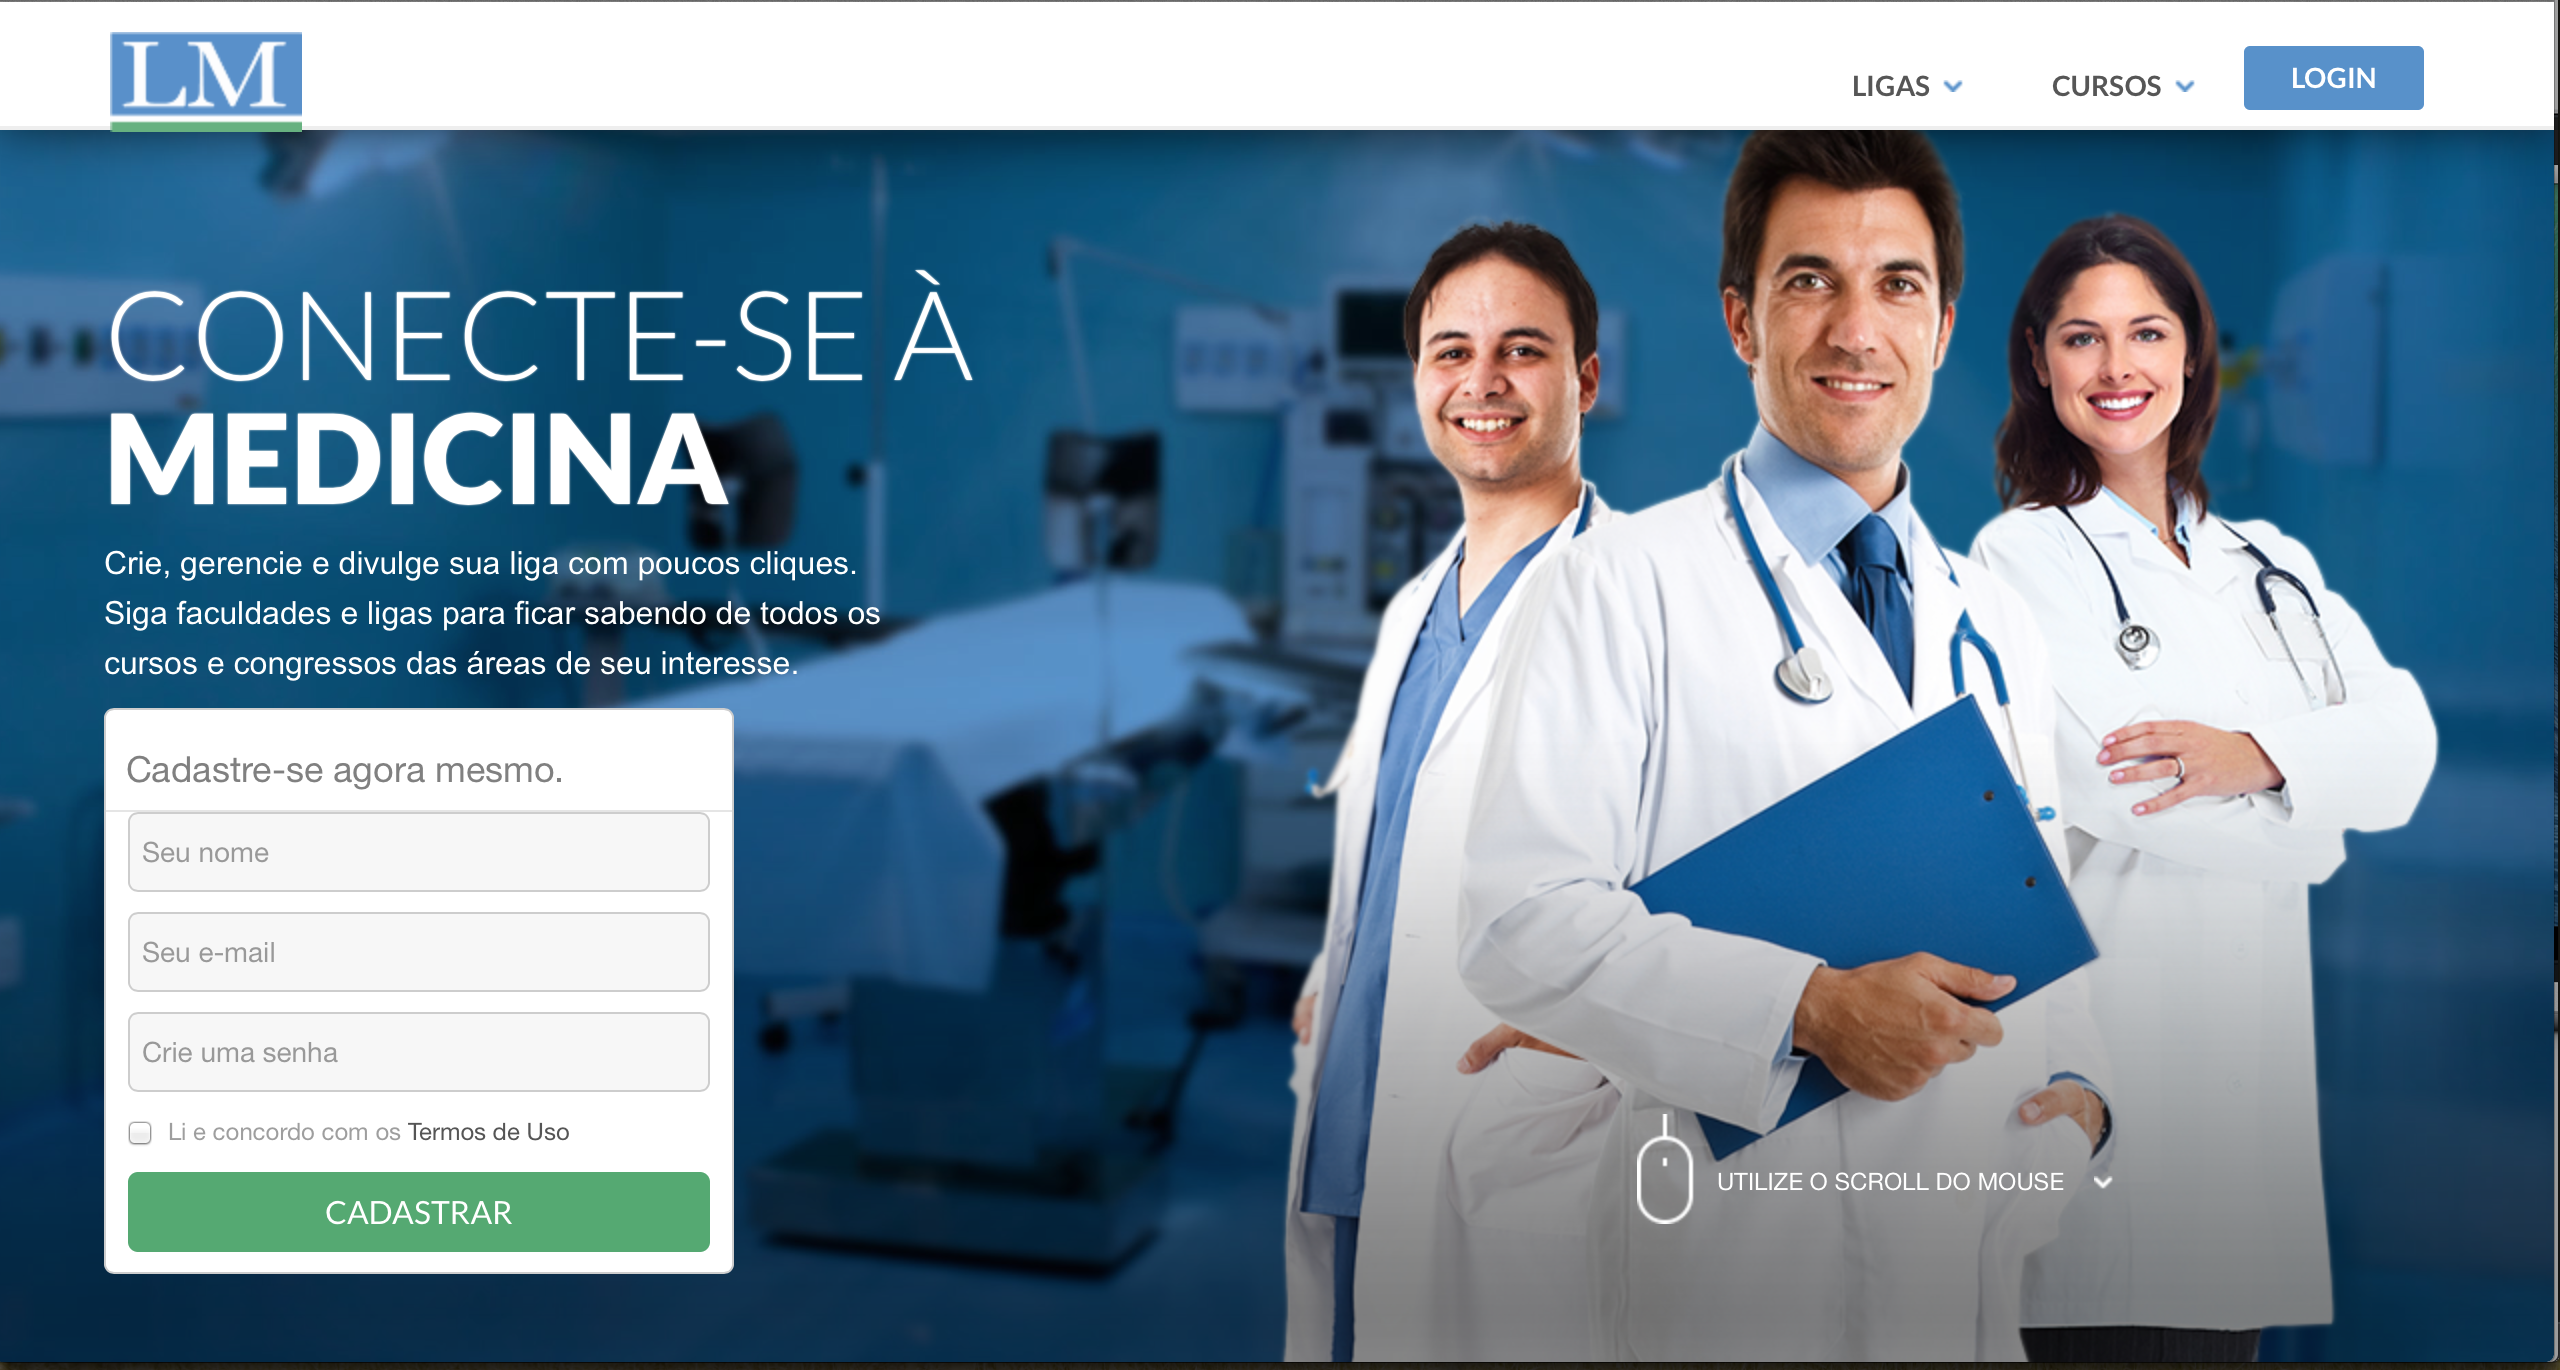 LM
LIGAS
CURSOS
LOGIN
CONECTE-SE À
MEDICINA
Crie, gerencie e divulge sua liga com poucos cliques.
Siga faculdades e ligas para ficar sabendo de todos os
cursos e congressos das áreas de seu interesse.
Cadastre-se agora mesmo.
Seu nome
Seu e-mail
Crie uma senha
Li e concordo com os Termos de Uso
CADASTRAR
UTILIZE O SCROLL DO MOUSE